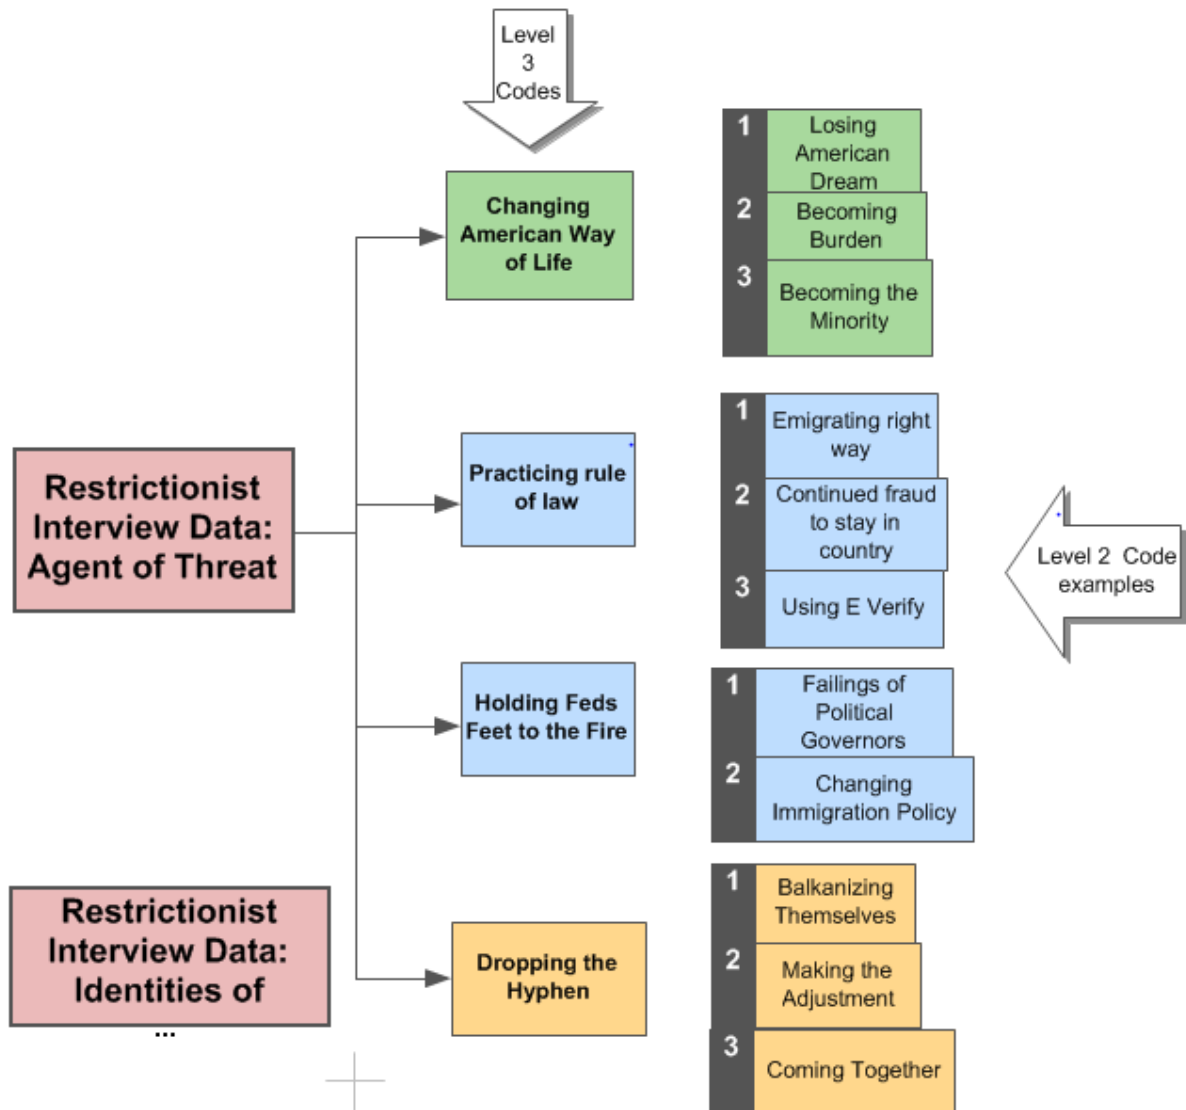 Level
3
Codes
Changing
American Way
of Life
1
Losing
American
Dream
2
Becoming
Burden
3
Becoming the
Minority
Restrictionist
Interview Data:
Agent of Threat
Practicing rule
of law
1
Emigrating right
way
2
Continued fraud
to stay in
country
3
Using E Verify
Level 2 Code
examples
Holding Feds
Feet to the Fire
1
Failings of
Political
Governors
2
Changing
Immigration Policy
Restrictionist
Interview Data:
Identities of
...
Dropping the
Hyphen
1
Balkanizing
Themselves
2
Making the
Adjustment
3
Coming Together